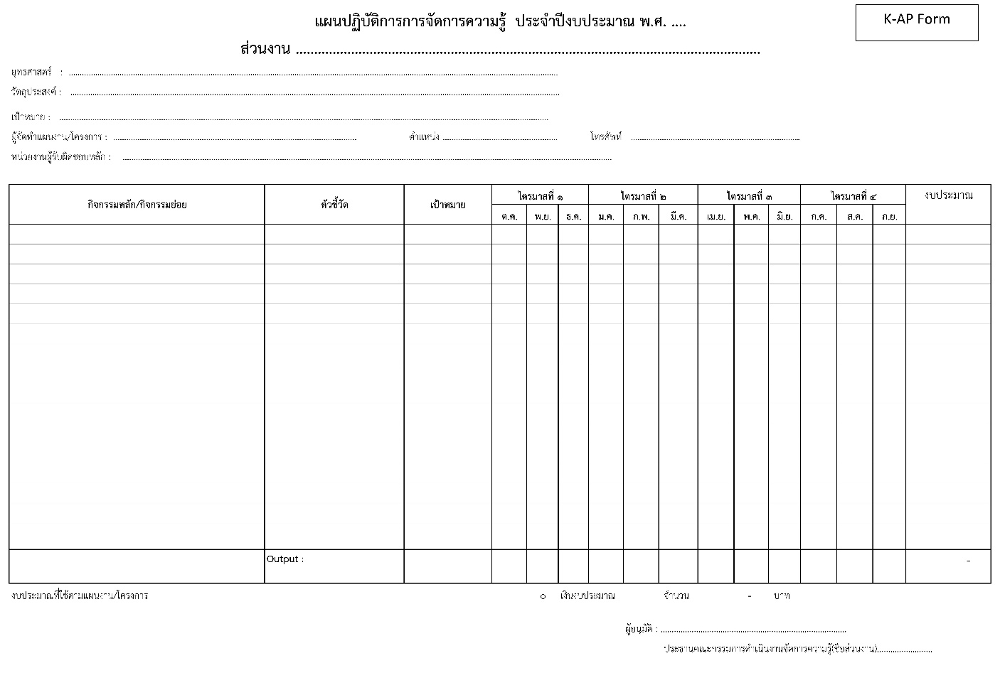 แผนปฏิบัติการการจัดการความรู้ ประจำปีงบประมาณ พ.ศ. ....
K-AP Form
ส่วนงาน ................................................................................................................................
ยุทธศาสตร์ : ................................................................................................................................
วัตถุประสงค์ : ................................................................................................................................
เป้าหมาย : ................................................................................................................................
ผู้จัดทำแผนงาน/โครงการ : ................................................................ ตำแหน่ง ................................ โทรศัพท์ ................................................
หน่วยงานผู้รับผิดชอบหลัก : ................................................................................................................................
กิจกรรมหลัก/กิจกรรมย่อย ตัวชี้วัด เป้าหมาย ไตรมาสที่ ๑ ไตรมาสที่ ๒ ไตรมาสที่ ๓ ไตรมาสที่ ๔ งบประมาณ
ต.ค. พ.ย. ธ.ค. ม.ค. ก.พ. มี.ค. เม.ย. พ.ค. มิ.ย. ก.ค. ส.ค. ก.ย.
Output : -
งบประมาณที่ใช้ตามแผนงาน/โครงการ o เงินงบประมาณ จำนวน - บาท
ผู้อนุมัติ : ................................................................
ประธานคณะกรรมการดำเนินงานจัดการความรู้(ชื่อส่วนงาน)........................